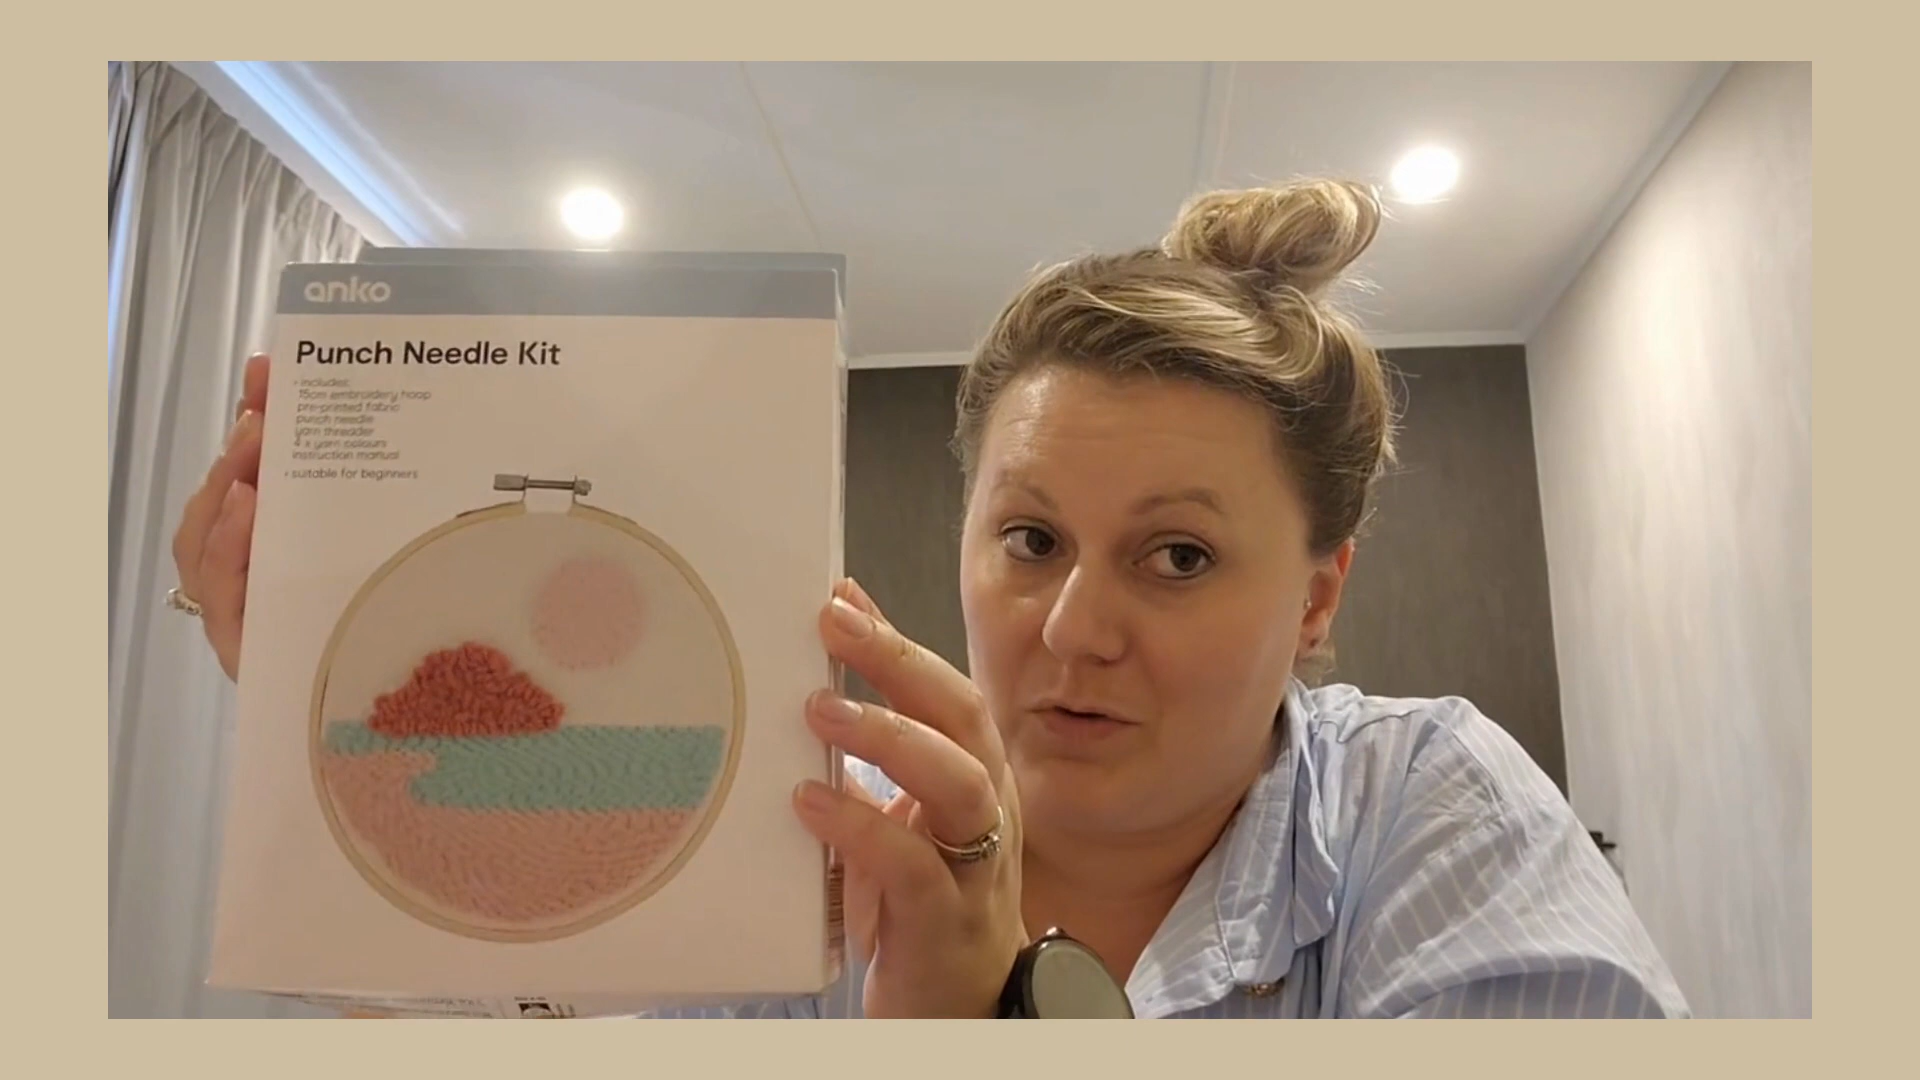 anko
Punch Needle Kit
• includes:
15cm embroidery hoop
pre-printed fabric
punch needle
yarn threader
4 x yarn colours
instruction manual
• suitable for beginners